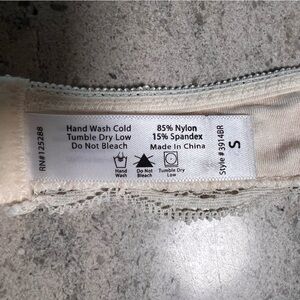 RN#125288
Hand Wash Cold
Tumble Dry Low
Do Not Bleach
85% Nylon
15% Spandex
Made In China
Hand Wash
Do Not Bleach
Tumble Dry Low
S
Style # 3914BR